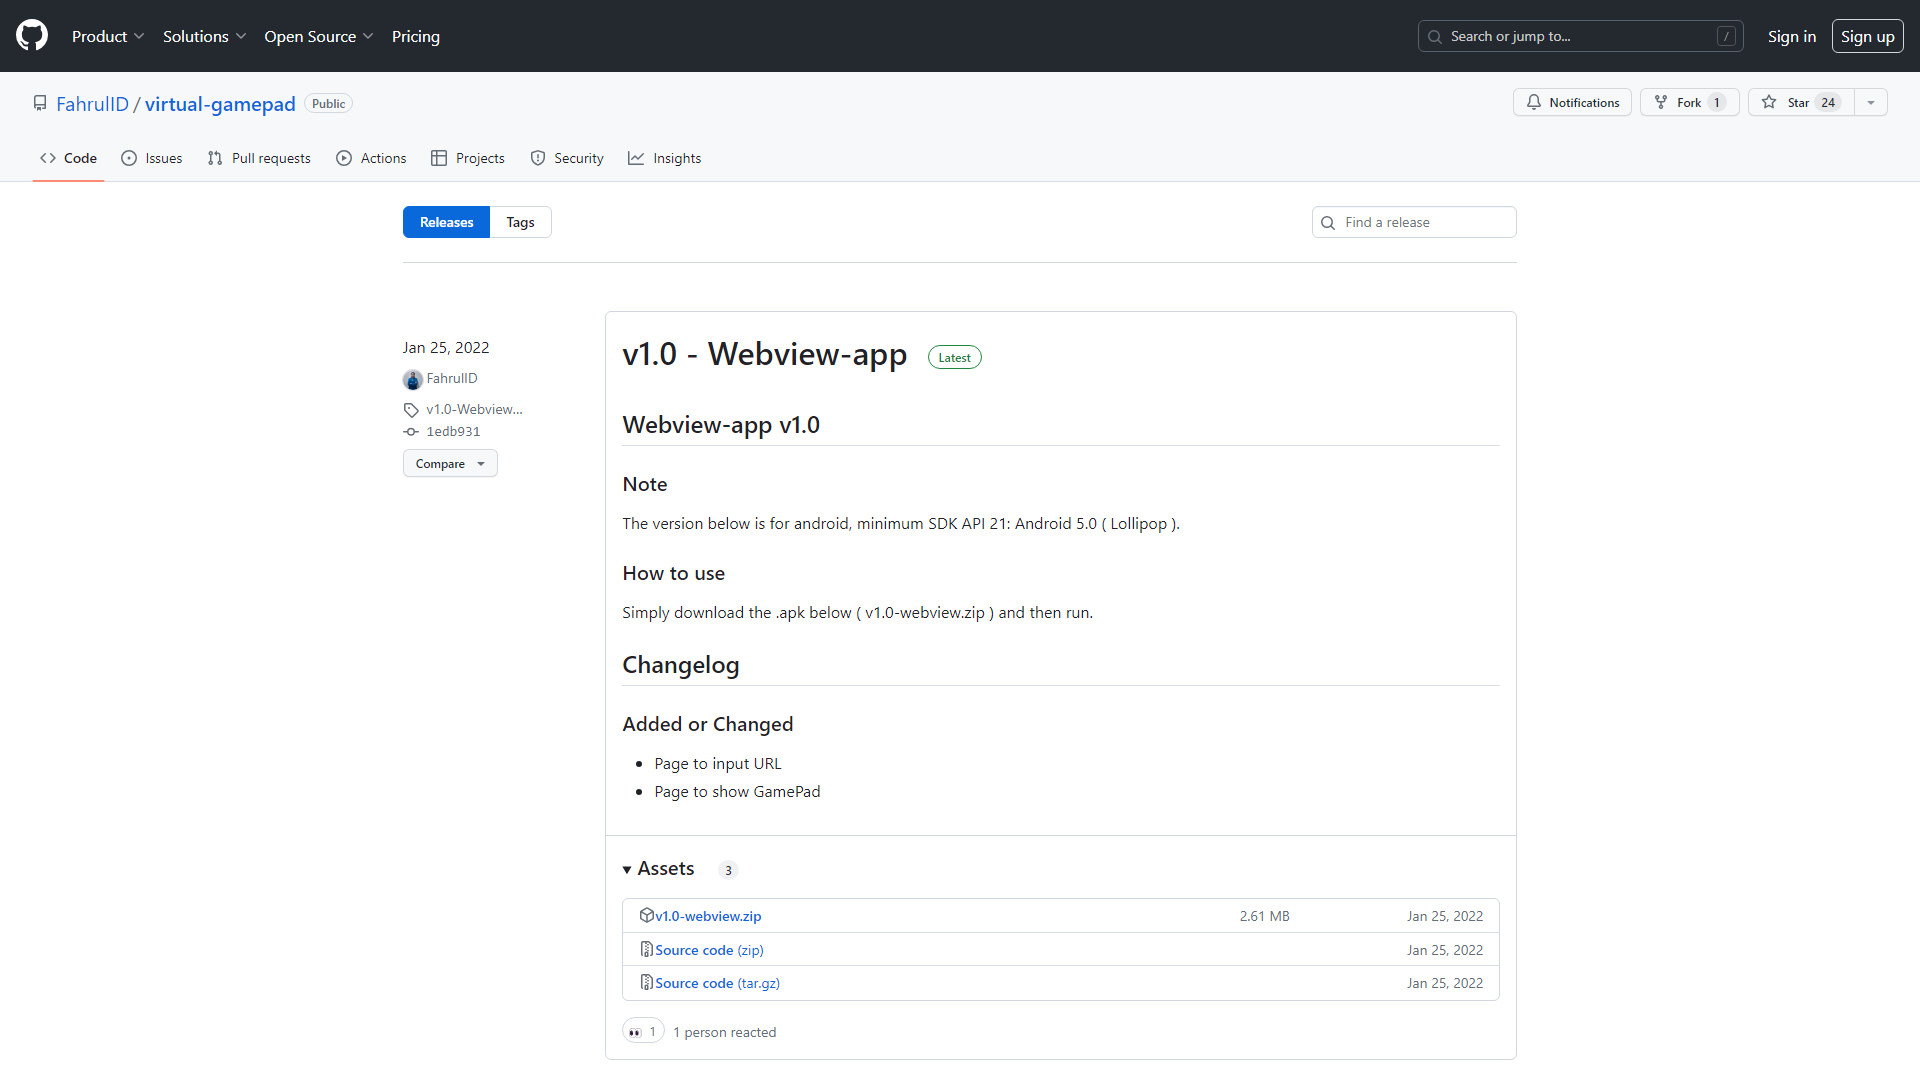 Product Solutions Open Source Pricing Search or jump to... / Sign in Sign up
FahrulID / virtual-gamepad Public Notifications Fork 1 Star 24
Code Issues Pull requests Actions Projects Security Insights
Releases Tags Find a release
Jan 25, 2022
FahrulID
v1.0-Webview...
1edb931
Compare
v1.0 - Webview-app Latest
Webview-app v1.0
Note
The version below is for android, minimum SDK API 21: Android 5.0 ( Lollipop ).
How to use
Simply download the .apk below ( v1.0-webview.zip ) and then run.
Changelog
Added or Changed
Page to input URL
Page to show GamePad
Assets 3
v1.0-webview.zip 2.61 MB Jan 25, 2022
Source code (zip) Jan 25, 2022
Source code (tar.gz) Jan 25, 2022
👀 1 1 person reacted